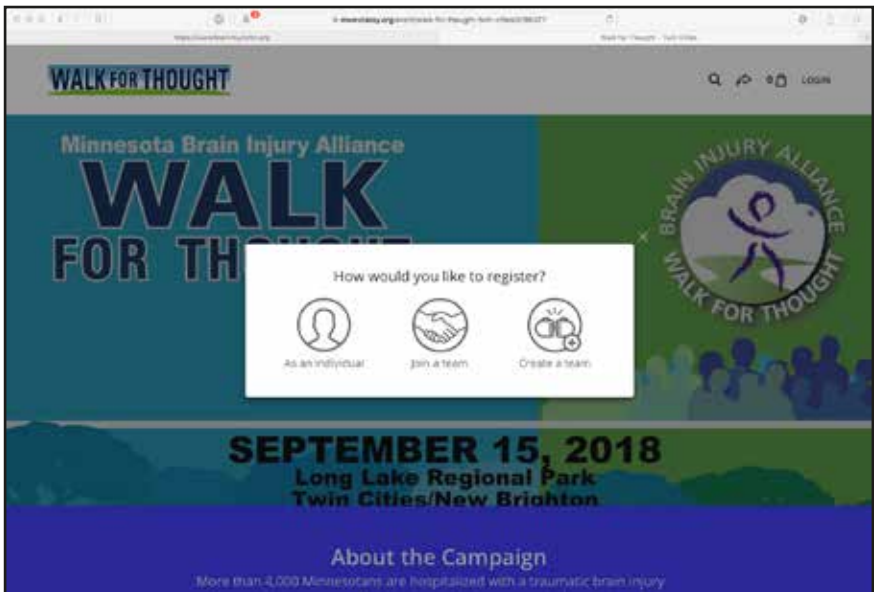 WALK FOR THOUGHT
LOGIN
Minnesota Brain Injury Alliance
WALK
FOR TH
BRAIN INJURY ALLIANCE
WALK FOR THOUGHT
How would you like to register?
As an individual
Join a team
Create a team
SEPTEMBER 15, 2018
Long Lake Regional Park
Twin Cities/New Brighton
About the Campaign
More than 4,000 Minnesotans are hospitalized with a traumatic brain injury